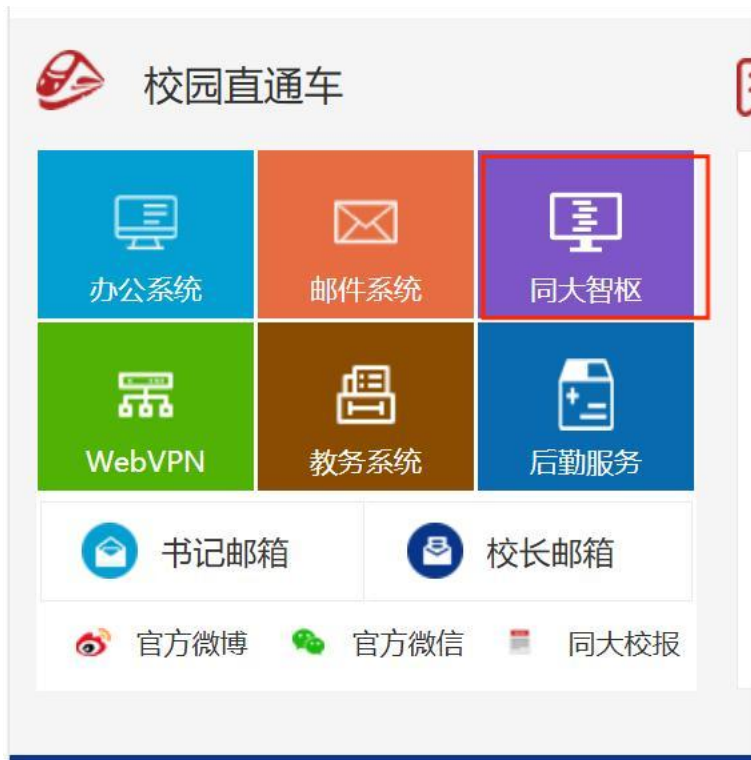 校园直通车
办公系统 邮件系统 同大智枢
WebVPN 教务系统 后勤服务
书记邮箱 校长邮箱
官方微博 官方微信 同大校报